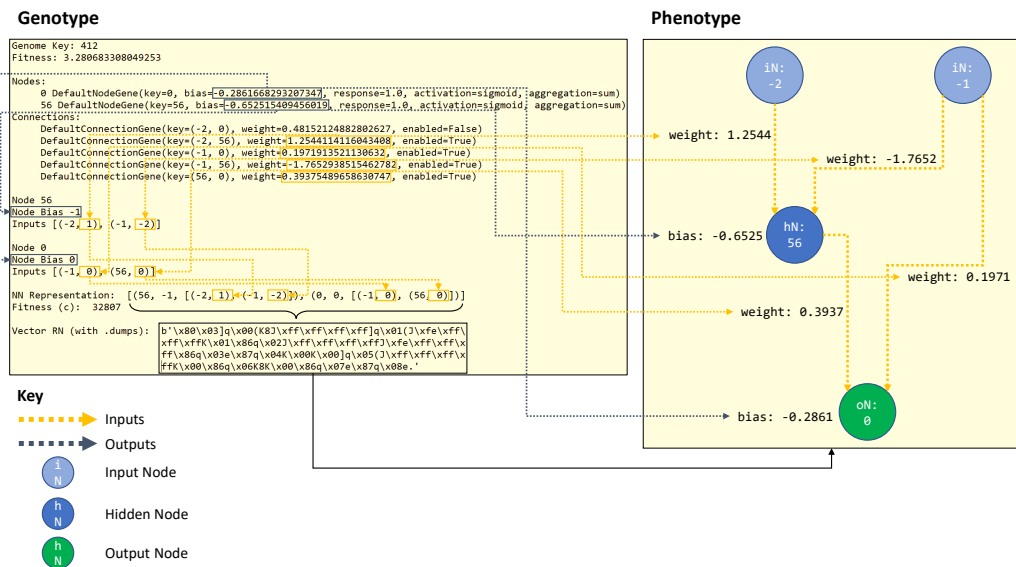 Genotype
Genome Key: 412
Fitness: 3.280683308049253
Nodes:
0 DefaultNodeGene(key=0, bias=-0.2861668293207347, response=1.0, activation=sigmoid, aggregation=sum)
56 DefaultNodeGene(key=56, bias=-0.652515409456019, response=1.0, activation=sigmoid, aggregation=sum)
Connections:
DefaultConnectionGene(key=(-2, 0), weight=0.48152124882802627, enabled=False)
DefaultConnectionGene(key=(-2, 56), weight=1.2544114116043408, enabled=True)
DefaultConnectionGene(key=(-1, 0), weight=0.1971913521130632, enabled=True)
DefaultConnectionGene(key=(-1, 56), weight=-1.7652938515462782, enabled=True)
DefaultConnectionGene(key=(56, 0), weight=0.39375489658630747, enabled=True)
Node 56
Node Bias -1
Inputs [(-2, 1), (-1, -2)]
Node 0
Node Bias 0
Inputs [(-1, 0), (56, 0)]
NN Representation: [(56, -1, [(-2, 1), (-1, -2)]), (0, 0, [(-1, 0), (56, 0)])]
Fitness (c): 32807
Vector RN (with .dumps): b'\x80\x03]q\x00(K8J\xff\xff\xff\xff]q\x01(J\xfe\xff\
xff\xffK\x01\x86q\x02J\xff\xff\xff\xffJ\xfe\xff\xff\x
ff\x86q\x03e\x87q\x04K\x00K\x00]q\x05(J\xff\xff\xff\x
ffK\x00\x86q\x06K8K\x00\x86q\x07e\x87q\x08e.'
Phenotype
iN:
-2
iN:
-1
weight: 1.2544
weight: -1.7652
bias: -0.6525
hN:
56
weight: 0.1971
weight: 0.3937
bias: -0.2861
oN:
0
Key
Inputs
Outputs
i
N
Input Node
h
N
Hidden Node
h
N
Output Node